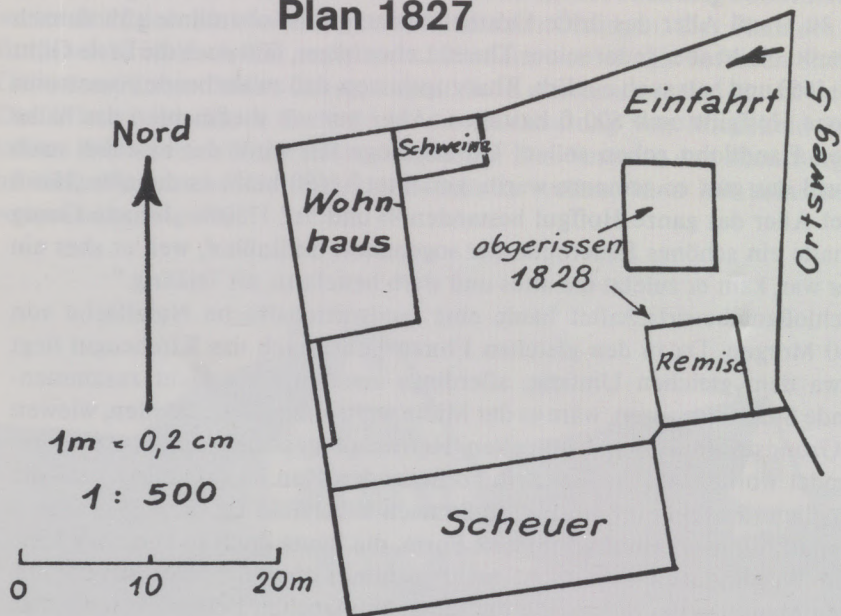 Plan 1827
Nord
Einfahrt
Ortsweg 5
Schweine
Wohn-
haus
abgerissen
1828
Remise
1m = 0,2 cm
1 : 500
Scheuer
0 10 20m